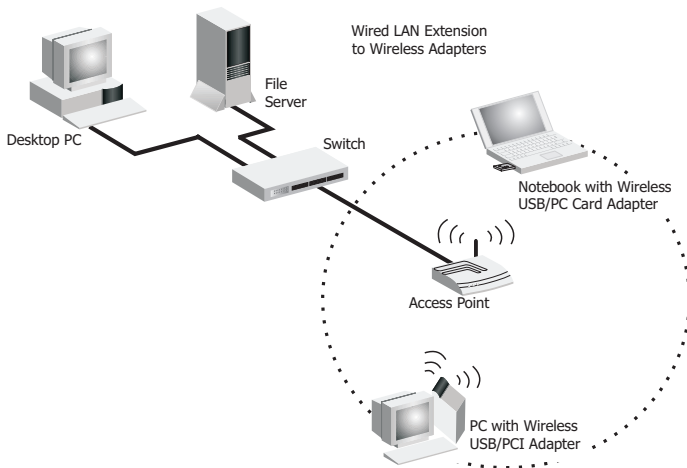 Wired LAN Extension
to Wireless Adapters
File
Server
Desktop PC
Switch
Notebook with Wireless
USB/PC Card Adapter
Access Point
PC with Wireless
USB/PCI Adapter